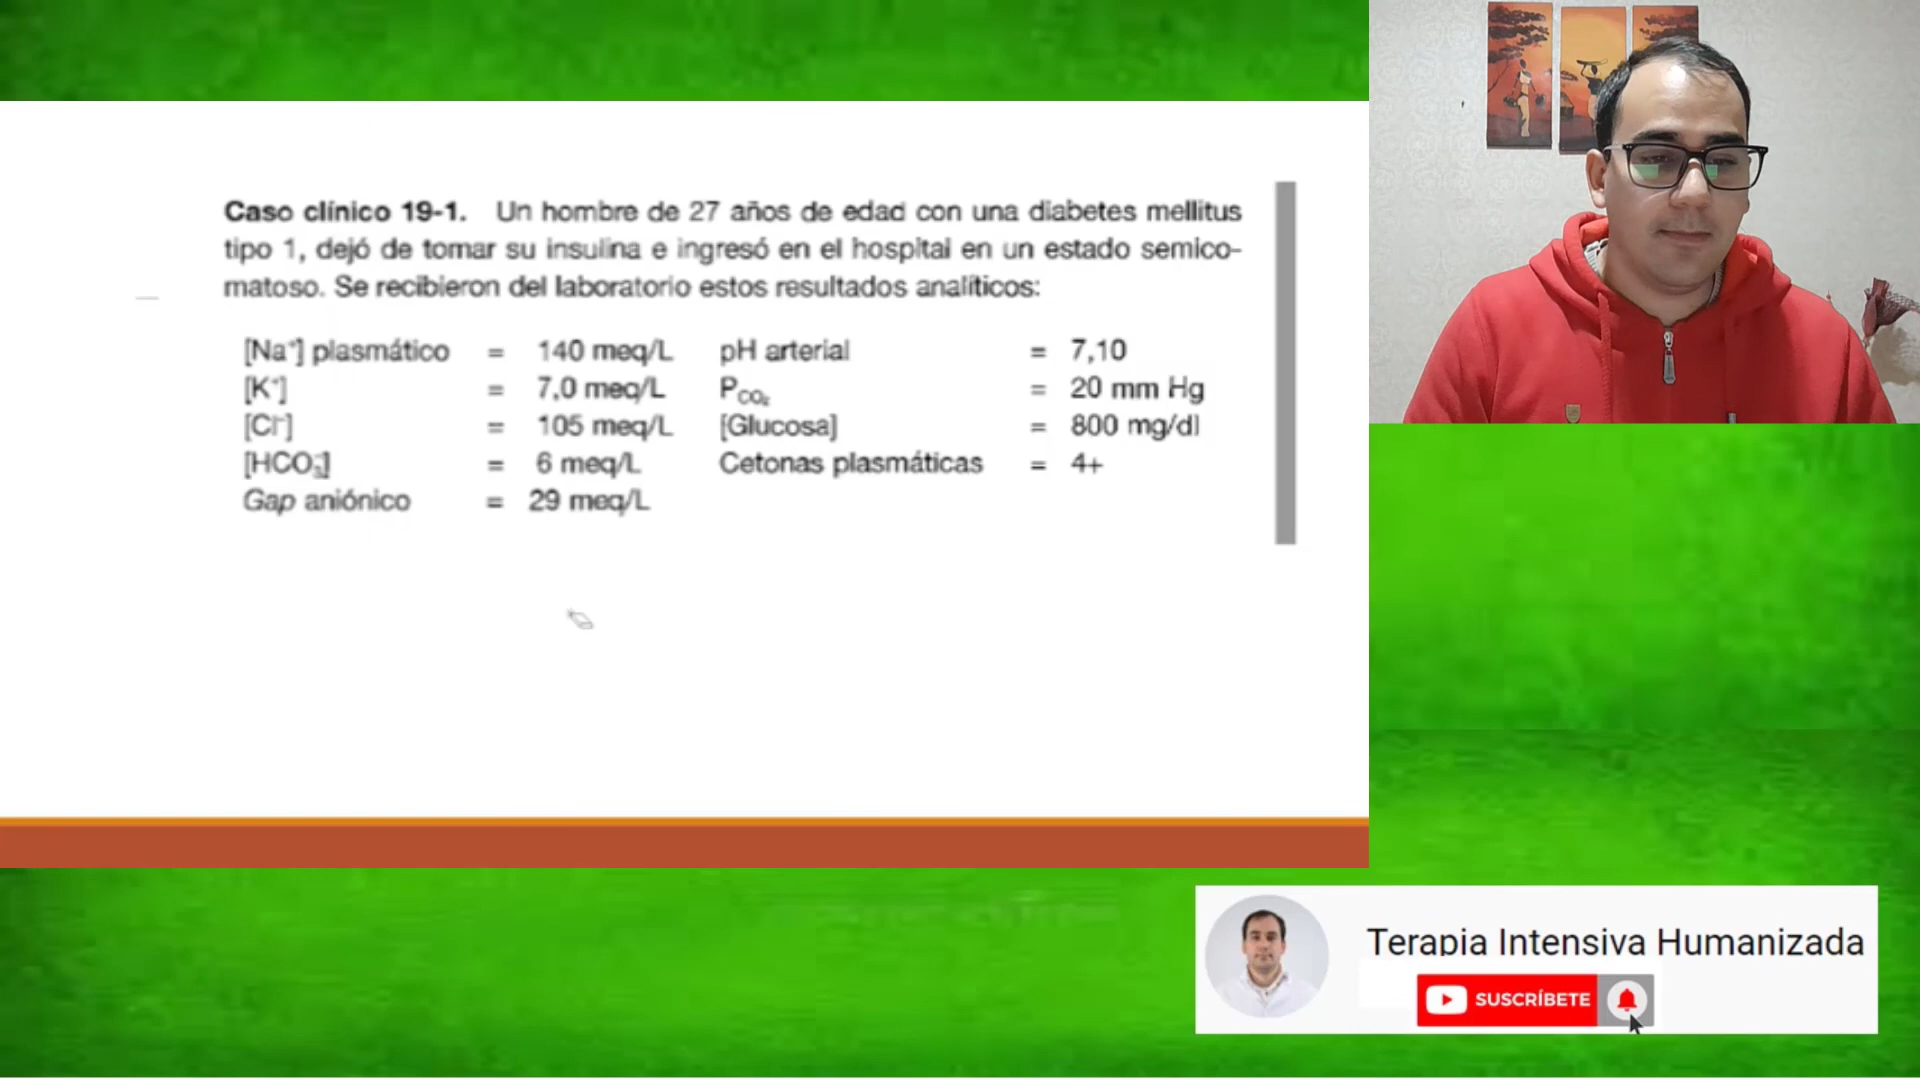 Caso clínico 19-1. Un hombre de 27 años de edad con una diabetes mellitus
tipo 1, dejó de tomar su insulina e ingresó en el hospital en un estado semico-
matoso. Se recibieron del laboratorio estos resultados analíticos:
[Na⁺] plasmático = 140 meq/L pH arterial = 7,10
[K⁺] = 7,0 meq/L P_CO₂ = 20 mm Hg
[Cl⁻] = 105 meq/L [Glucosa] = 800 mg/dl
[HCO₃⁻] = 6 meq/L Cetonas plasmáticas = 4+
Gap aniónico = 29 meq/L
Terapia Intensiva Humanizada
SUSCRÍBETE